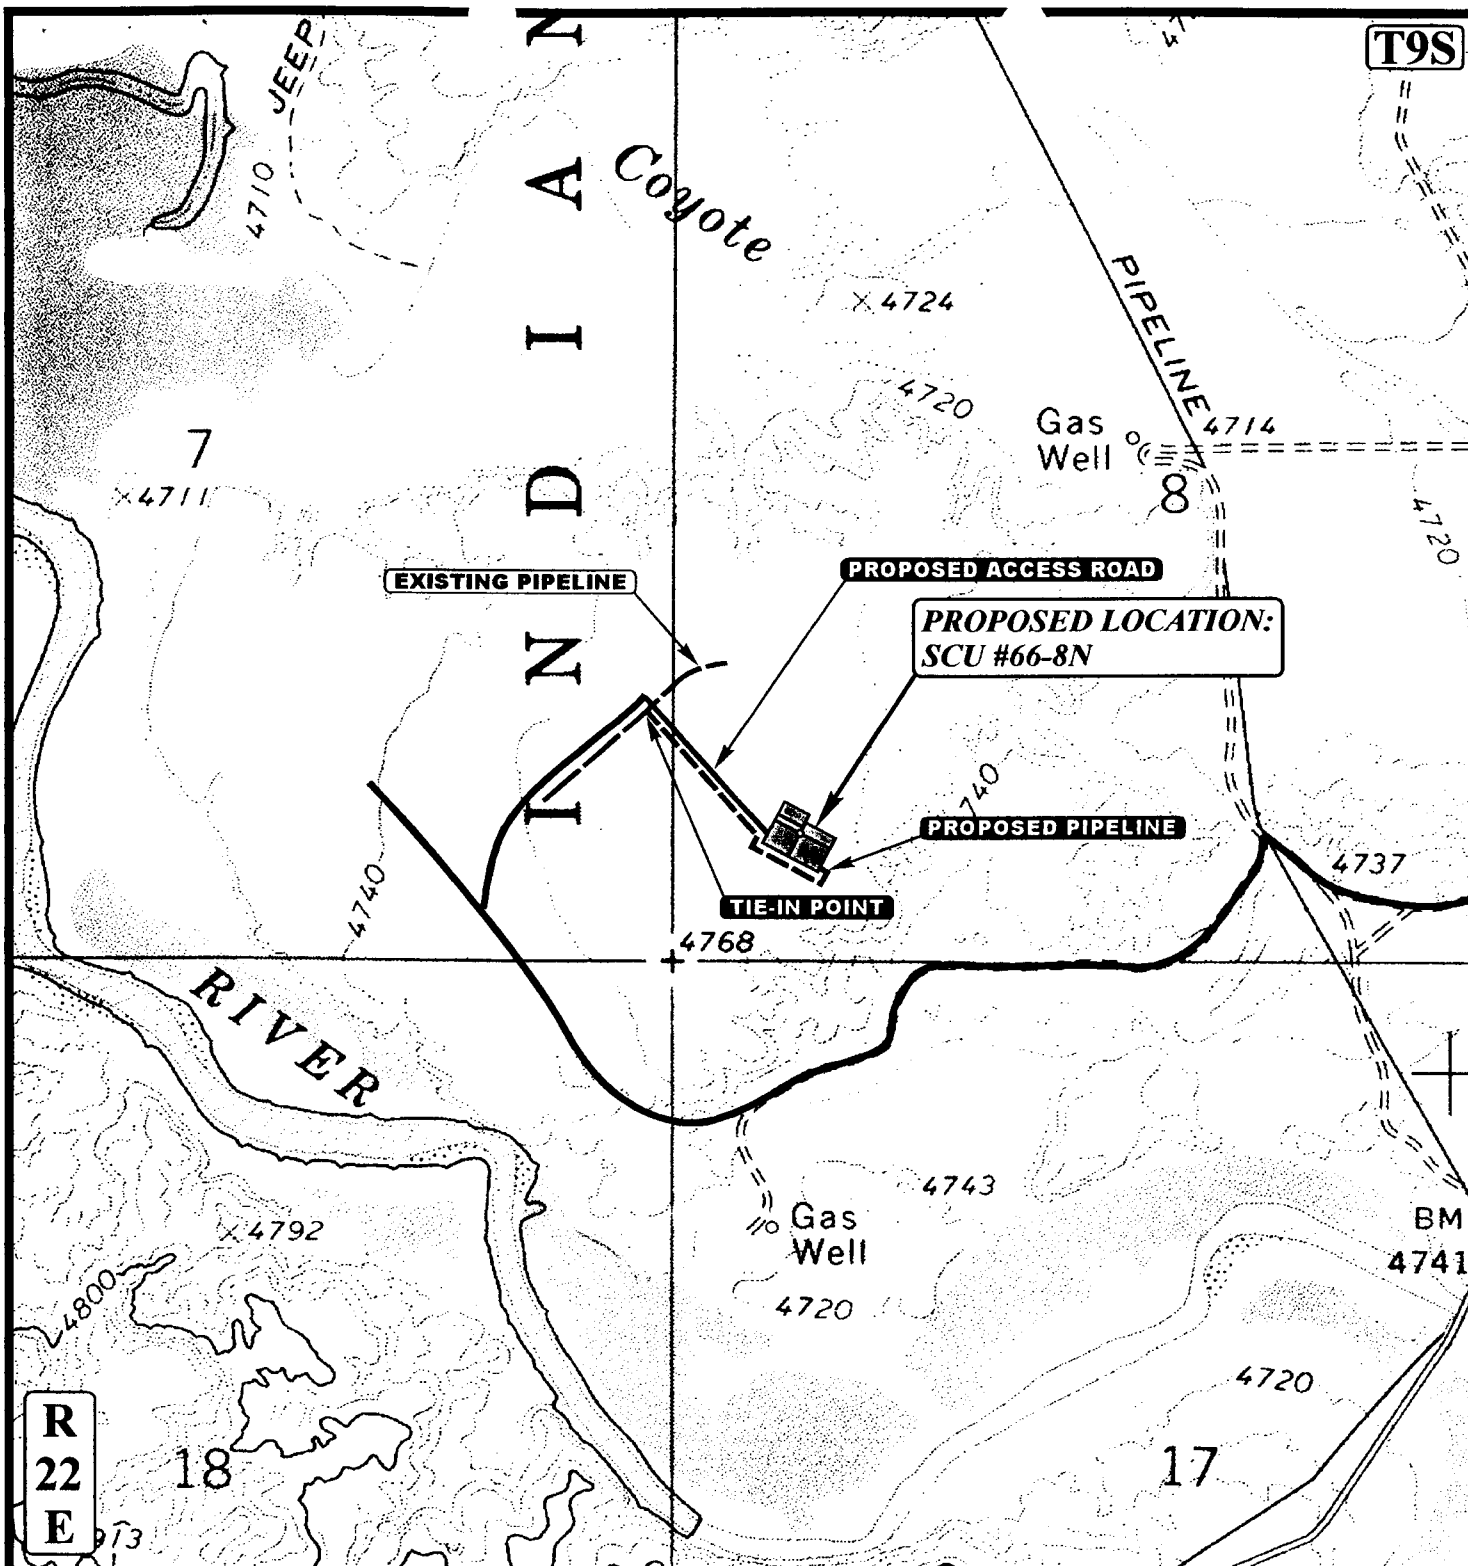 T9S
JEEP
INDIAN
Coyote
4710
4724
PIPELINE
4720
Gas
Well
4714
7
4711
8
4720
EXISTING PIPELINE
PROPOSED ACCESS ROAD
PROPOSED LOCATION:
SCU #66-8N
740
PROPOSED PIPELINE
4737
4740
TIE-IN POINT
4768
RIVER
4743
4792
Gas
Well
BM
4741
4800
4720
4720
R
22
E
18
17